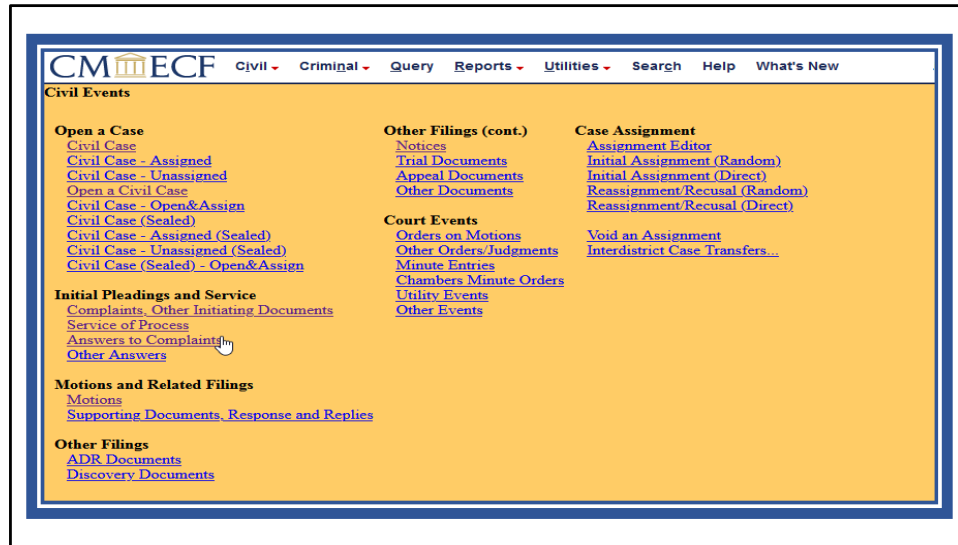 CM ECF Civil Criminal Query Reports Utilities Search Help What's New
Civil Events
Open a Case
Civil Case
Civil Case - Assigned
Civil Case - Unassigned
Open a Civil Case
Civil Case - Open&Assign
Civil Case (Sealed)
Civil Case - Assigned (Sealed)
Civil Case - Unassigned (Sealed)
Civil Case (Sealed) - Open&Assign
Initial Pleadings and Service
Complaints, Other Initiating Documents
Service of Process
Answers to Complaints
Other Answers
Motions and Related Filings
Motions
Supporting Documents, Response and Replies
Other Filings
ADR Documents
Discovery Documents
Other Filings (cont.)
Notices
Trial Documents
Appeal Documents
Other Documents
Court Events
Orders on Motions
Other Orders/Judgments
Minute Entries
Chambers Minute Orders
Utility Events
Other Events
Case Assignment
Assignment Editor
Initial Assignment (Random)
Initial Assignment (Direct)
Reassignment/Recusal (Random)
Reassignment/Recusal (Direct)
Void an Assignment
Interdistrict Case Transfers...